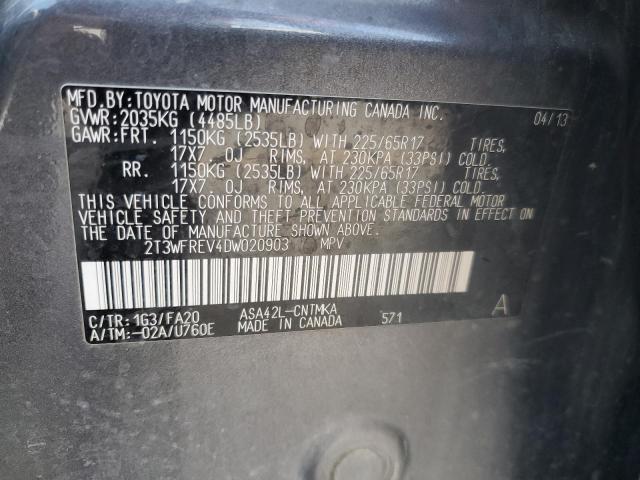 MFD.BY:TOYOTA MOTOR MANUFACTURING CANADA INC. 04/13
GVWR:2035KG (4485LB)
GAWR:FRT. 1150KG (2535LB) WITH 225/65R17 TIRES,
17X7 OJ RIMS, AT 230KPA (33PSI) COLD.
RR. 1150KG (2535LB) WITH 225/65R17 TIRES,
17X7 OJ RIMS, AT 230KPA (33PSI) COLD.
THIS VEHICLE CONFORMS TO ALL APPLICABLE FEDERAL MOTOR
VEHICLE SAFETY AND THEFT PREVENTION STANDARDS IN EFFECT ON
THE DATE OF MANUFACTURE SHOWN ABOVE.
2T3WFREV4DW020903 MPV
C/TR:1G3/FA20 ASA42L-CNTMKA 571 A
A/TM:-02A/U760E MADE IN CANADA